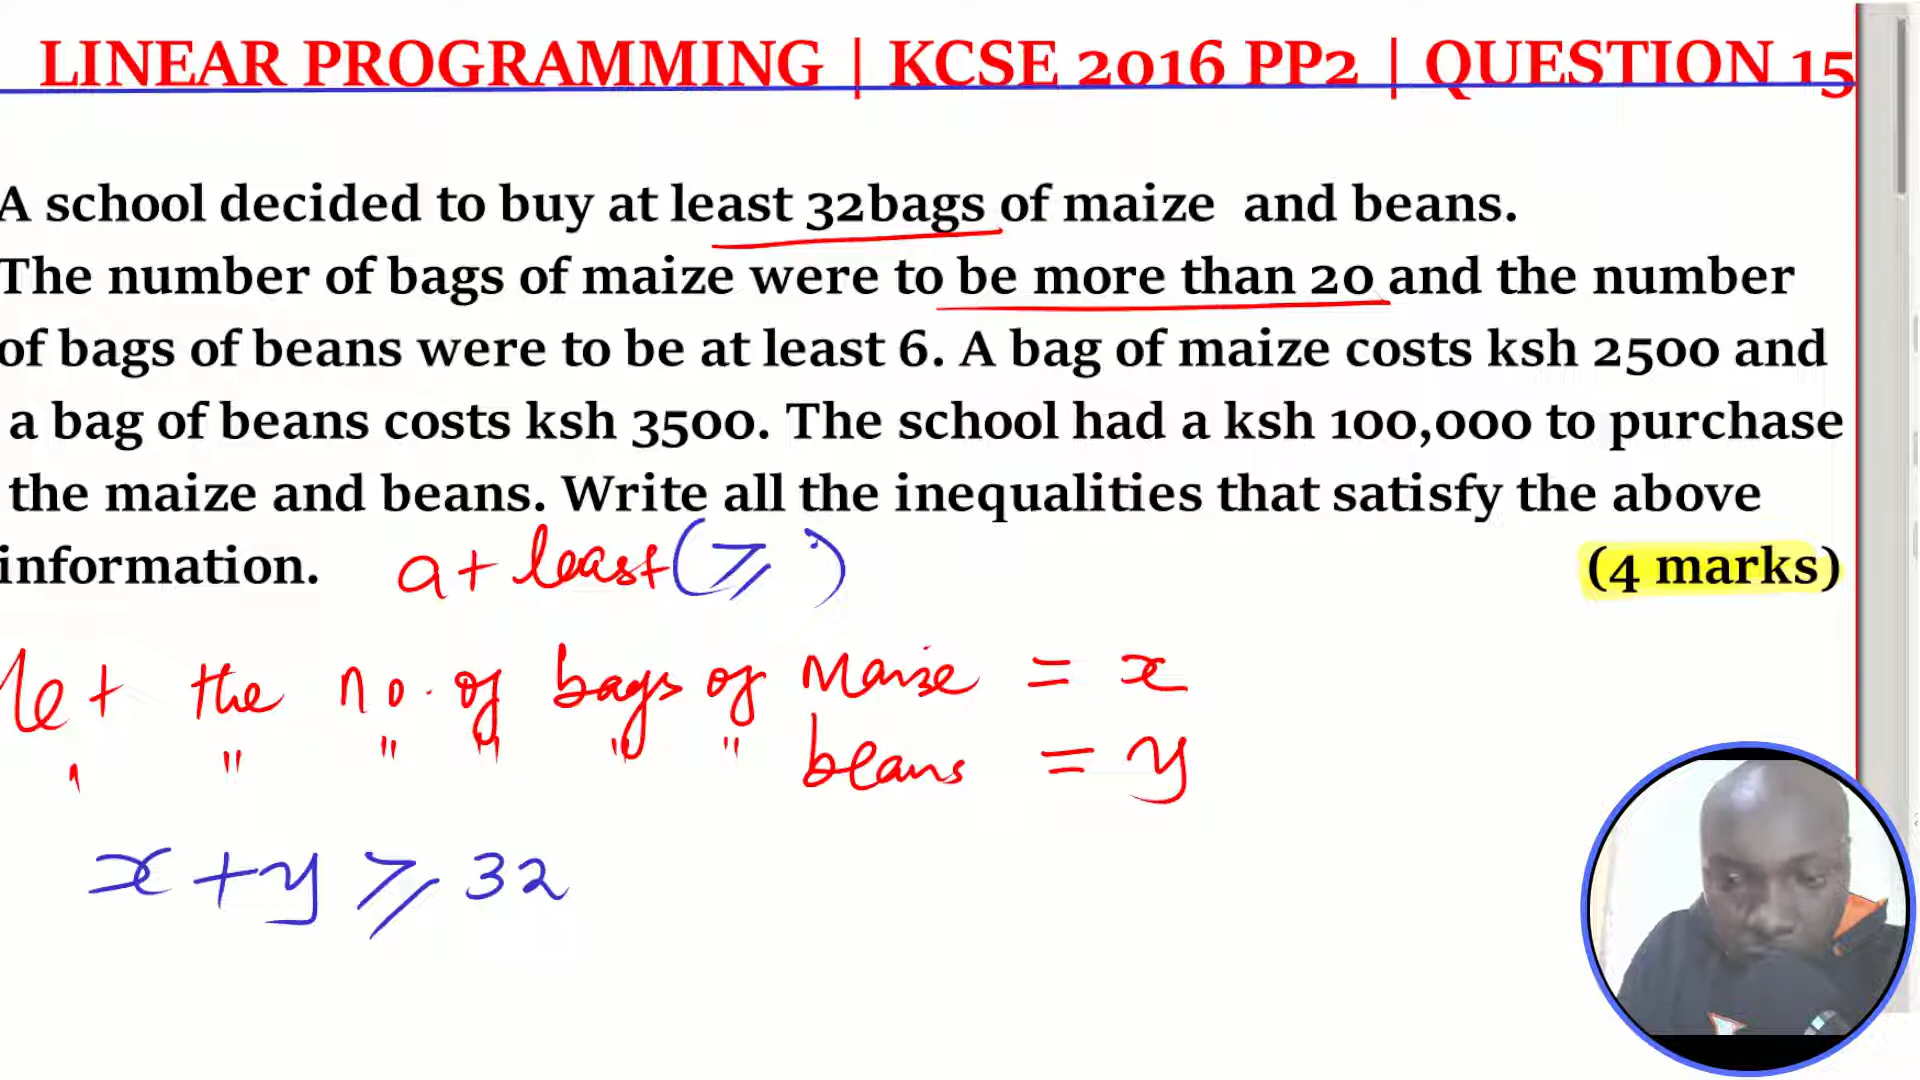 LINEAR PROGRAMMING | KCSE 2016 PP2 | QUESTION 15
A school decided to buy at least 32bags of maize and beans.
The number of bags of maize were to be more than 20 and the number
of bags of beans were to be at least 6. A bag of maize costs ksh 2500 and
a bag of beans costs ksh 3500. The school had a ksh 100,000 to purchase
the maize and beans. Write all the inequalities that satisfy the above
information. at least (≥ ) (4 marks)
let the no. of bags of Maize = x
" " " " " " beans = y
x + y ≥ 32